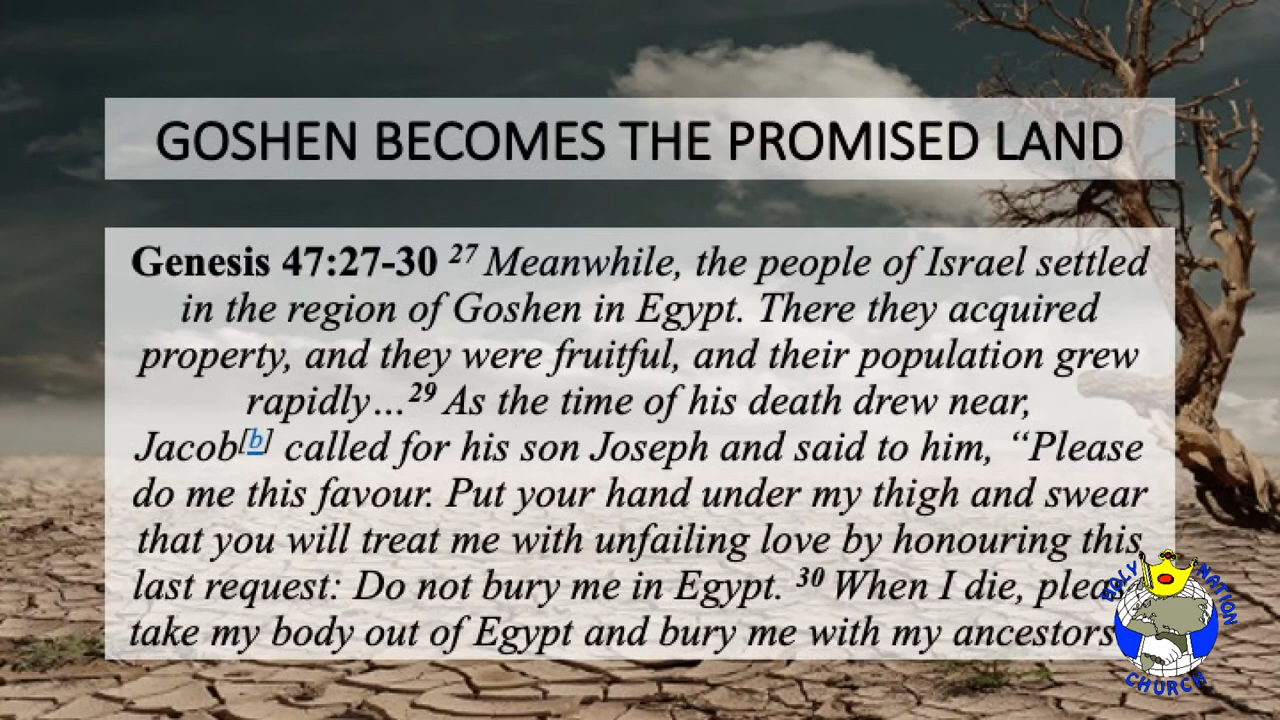 GOSHEN BECOMES THE PROMISED LAND
Genesis 47:27-30 27 Meanwhile, the people of Israel settled
in the region of Goshen in Egypt. There they acquired
property, and they were fruitful, and their population grew
rapidly…29 As the time of his death drew near,
Jacob[b] called for his son Joseph and said to him, “Please
do me this favour. Put your hand under my thigh and swear
that you will treat me with unfailing love by honouring this
last request: Do not bury me in Egypt. 30 When I die,
take my body out of Egypt and bury me with my ancestors
HOLY NATION
CHURCH